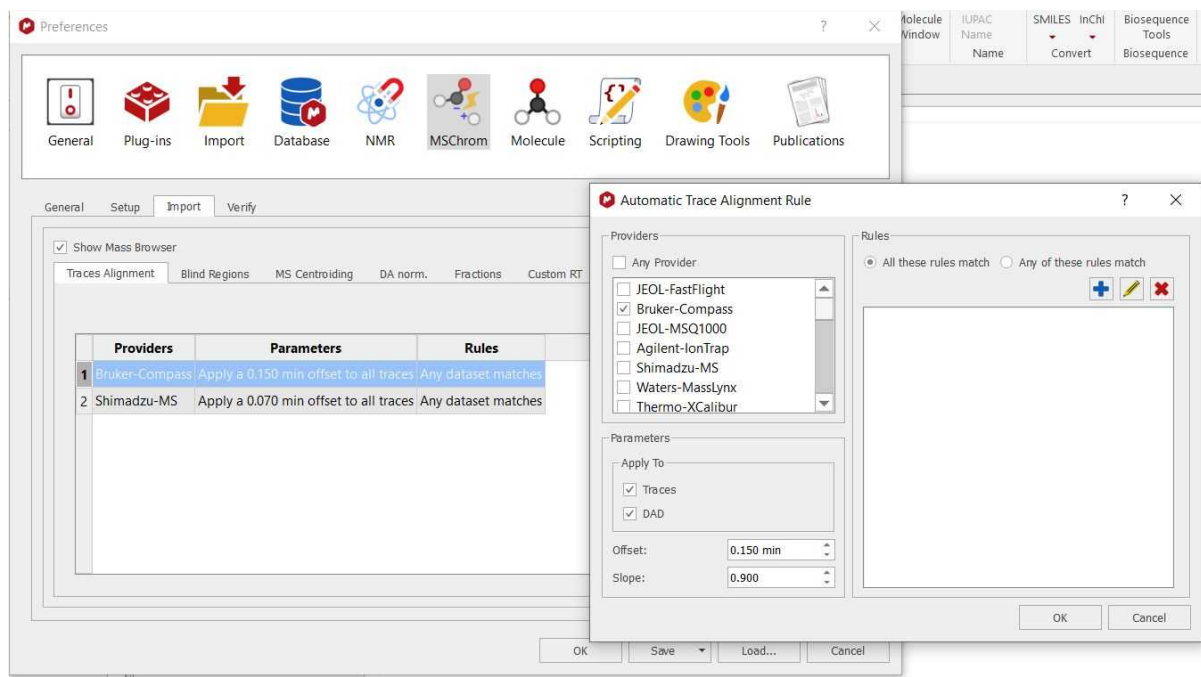 Preferences
?
Molecule Window
IUPAC Name
SMILES InChI
Biosequence Tools
Name
Convert
Biosequence
General
Plug-ins
Import
Database
NMR
MSChrom
Molecule
Scripting
Drawing Tools
Publications
General
Setup
Import
Verify
Show Mass Browser
Traces Alignment
Blind Regions
MS Centroiding
DA norm.
Fractions
Custom RT
Providers Parameters Rules
1 Bruker-Compass Apply a 0.150 min offset to all traces Any dataset matches
2 Shimadzu-MS Apply a 0.070 min offset to all traces Any dataset matches
OK
Save
Load...
Cancel
Automatic Trace Alignment Rule
?
Providers
Any Provider
JEOL-FastFlight
Bruker-Compass
JEOL-MSQ1000
Agilent-IonTrap
Shimadzu-MS
Waters-MassLynx
Thermo-XCalibur
Parameters
Apply To
Traces
DAD
Offset: 0.150 min
Slope: 0.900
Rules
All these rules match
Any of these rules match
OK
Cancel